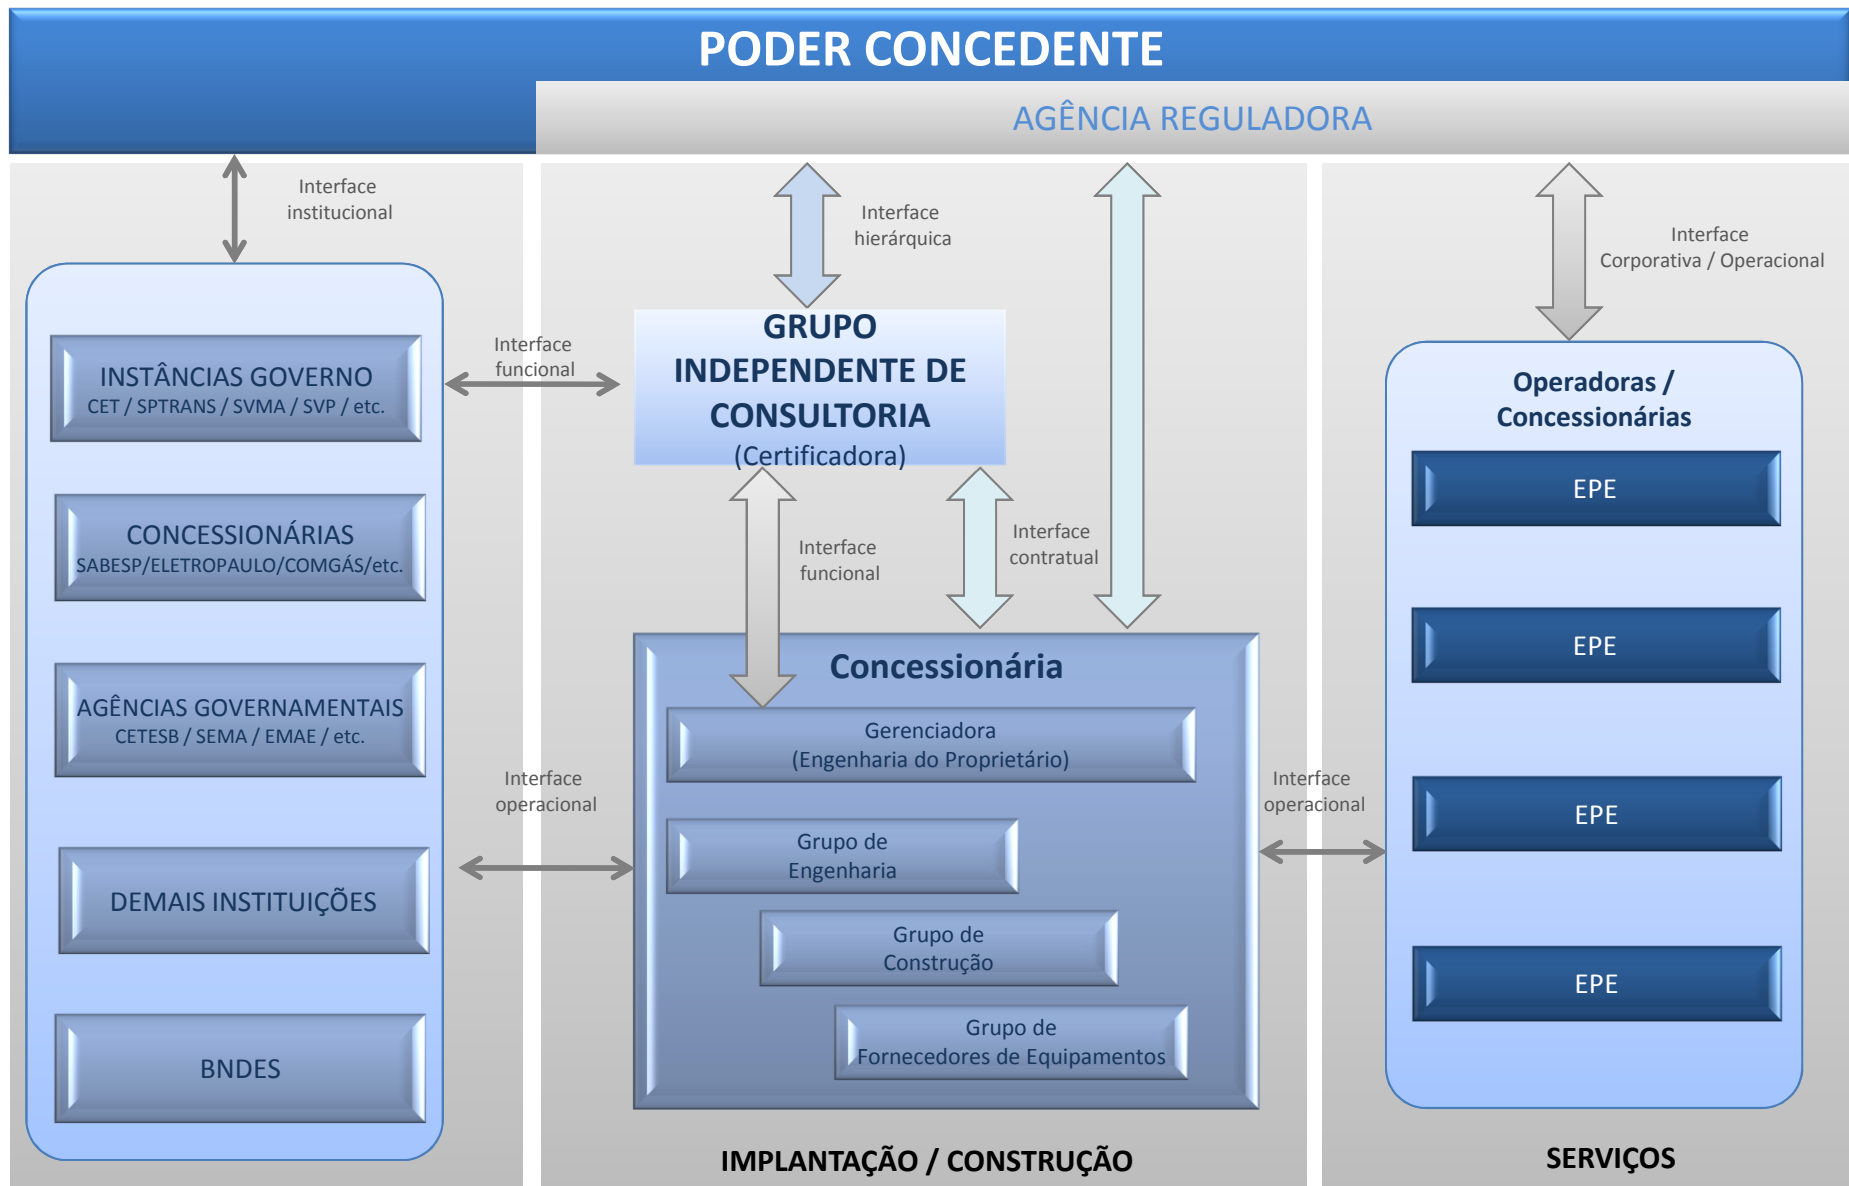 PODER CONCEDENTE
AGÊNCIA REGULADORA
Interface
institucional
INSTÂNCIAS GOVERNO
CET / SPTRANS / SVMA / SVP / etc.
CONCESSIONÁRIAS
SABESP/ELETROPAULO/COMGÁS/etc.
AGÊNCIAS GOVERNAMENTAIS
CETESB / SEMA / EMAE / etc.
DEMAIS INSTITUIÇÕES
BNDES
Interface
funcional
Interface
operacional
Interface
hierárquica
GRUPO
INDEPENDENTE DE
CONSULTORIA
(Certificadora)
Interface
funcional
Interface
contratual
Concessionária
Gerenciadora
(Engenharia do Proprietário)
Grupo de
Engenharia
Grupo de
Construção
Grupo de
Fornecedores de Equipamentos
IMPLANTAÇÃO / CONSTRUÇÃO
Interface
operacional
Interface
Corporativa / Operacional
Operadoras /
Concessionárias
EPE
EPE
EPE
EPE
SERVIÇOS